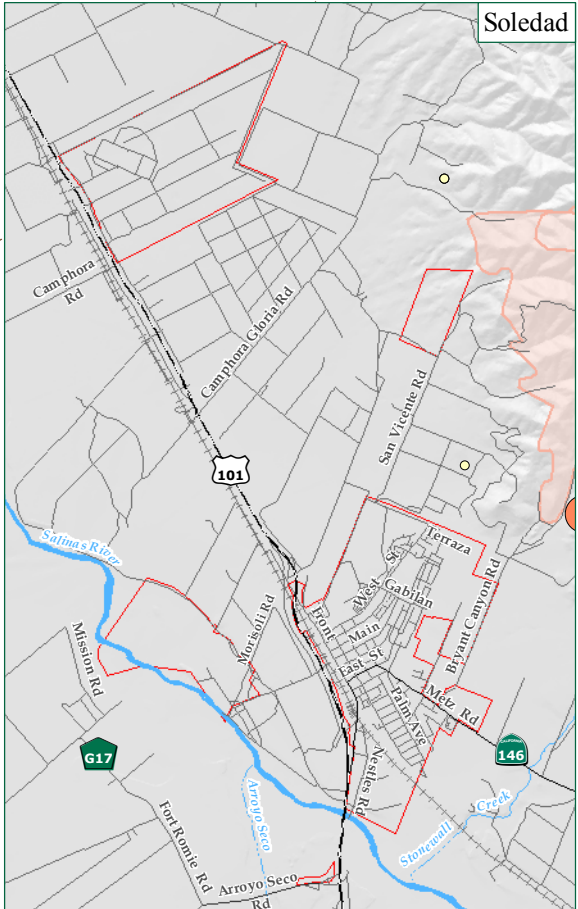 Soledad
Camphora
Rd
Camphora Gloria Rd
San Vicente Rd
101
Salinas River
Terraza
West St
Gabilan
Front
Main
East St
Bryant Canyon Rd
Morisoli Rd
Mission Rd
Metz Rd
Palm Ave
G17
CALIFORNIA
146
Nestles Rd
Arroyo Seco
Stonewall Creek
Fort Romie Rd
Arroyo Seco
Rd